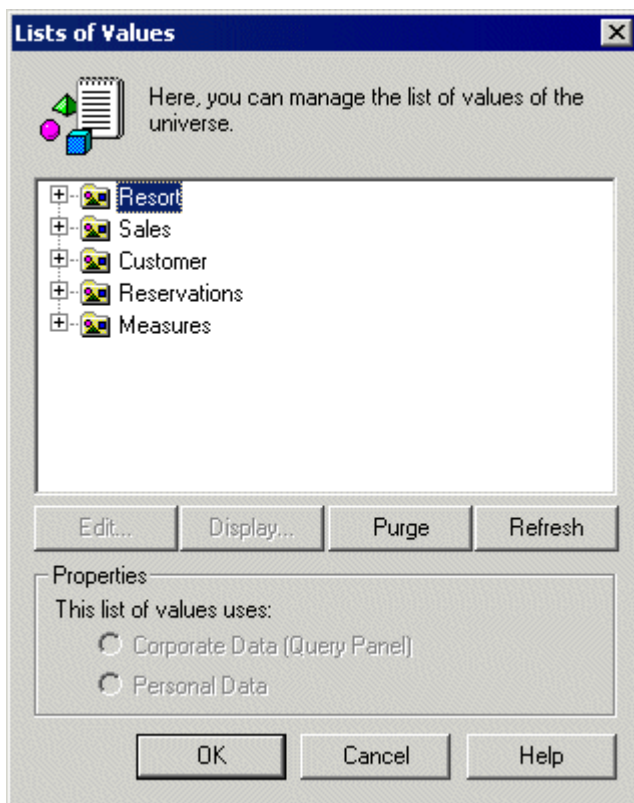 Lists of Values
Here, you can manage the list of values of the
universe.
Resort
Sales
Customer
Reservations
Measures
Edit... Display... Purge Refresh
Properties
This list of values uses:
Corporate Data (Query Panel)
Personal Data
OK Cancel Help